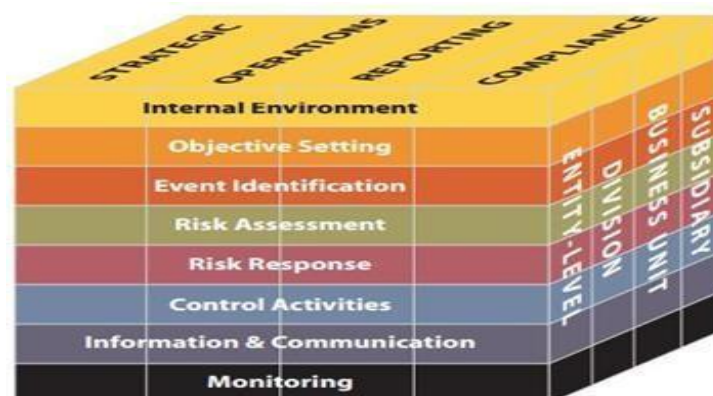 STRATEGIC
OPERATIONS
REPORTING
COMPLIANCE
Internal Environment
Objective Setting
Event Identification
Risk Assessment
Risk Response
Control Activities
Information & Communication
Monitoring
ENTITY-LEVEL
DIVISION
BUSINESS UNIT
SUBSIDIARY